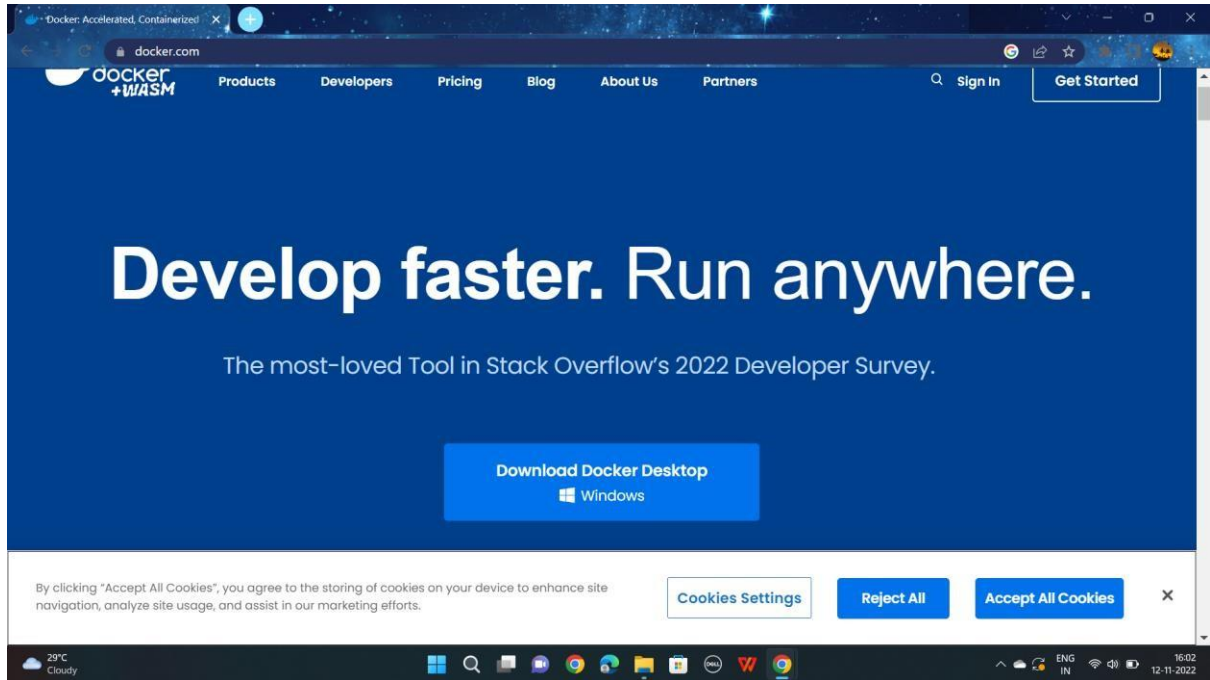 Docker: Accelerated, Containerized
docker.com
docker
+WASM
Products Developers Pricing Blog About Us Partners Sign In Get Started
Develop faster. Run anywhere.
The most-loved Tool in Stack Overflow's 2022 Developer Survey.
Download Docker Desktop
Windows
By clicking “Accept All Cookies”, you agree to the storing of cookies on your device to enhance site
navigation, analyze site usage, and assist in our marketing efforts.
Cookies Settings Reject All Accept All Cookies
29°C
Cloudy
DELL
ENG
IN
16:02
12-11-2022